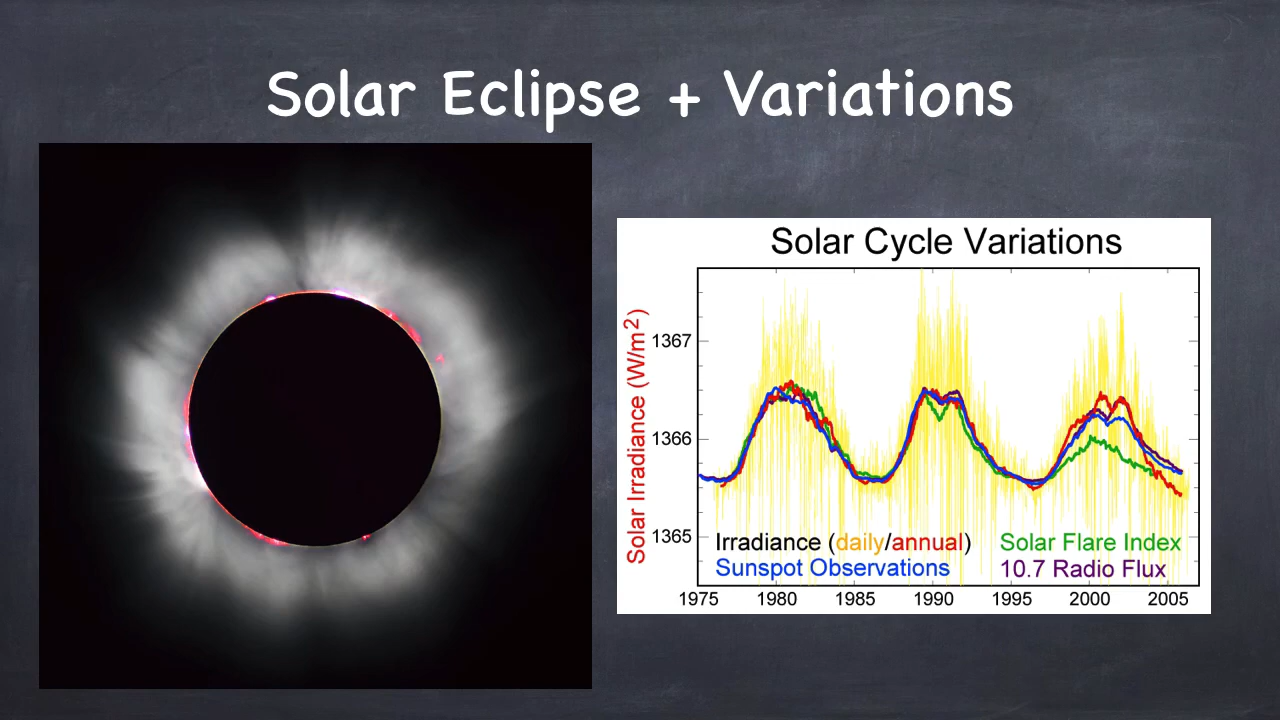 Solar Eclipse + Variations
Solar Cycle Variations
Solar Irradiance (W/m²)
1367
1366
1365
Irradiance (daily/annual)
Sunspot Observations
Solar Flare Index
10.7 Radio Flux
1975 1980 1985 1990 1995 2000 2005